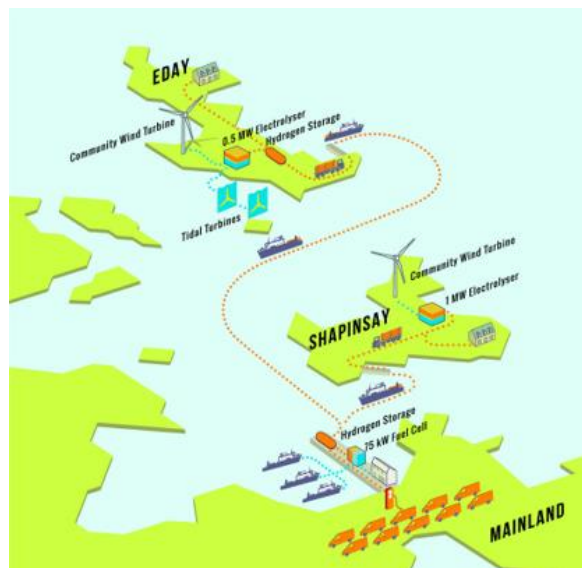 EDAY
Community Wind Turbine
0.5 MW Electrolyser
Hydrogen Storage
Tidal Turbines
Community Wind Turbine
1 MW Electrolyser
SHAPINSAY
Hydrogen Storage
75 kW Fuel Cell
MAINLAND